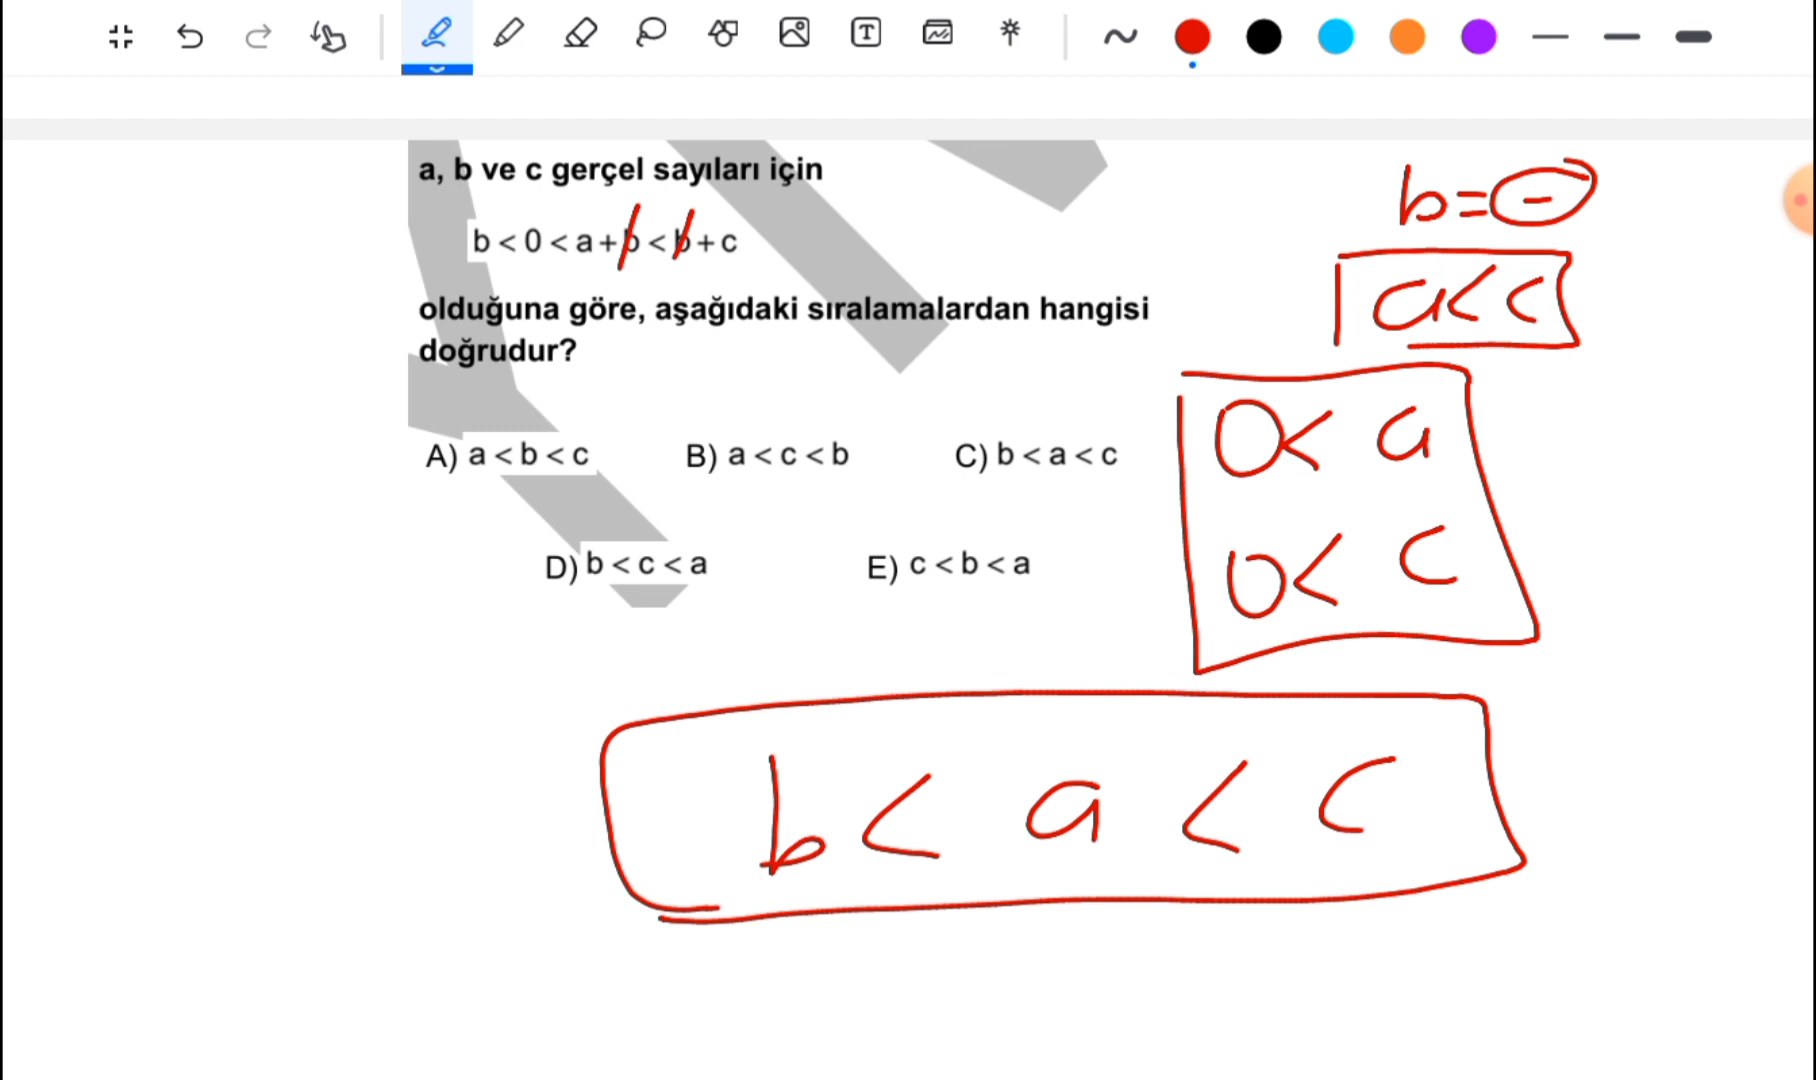 a, b ve c gerçel sayıları için
b < 0 < a + b < b + c
olduğuna göre, aşağıdaki sıralamalardan hangisi
doğrudur?
A) a < b < c B) a < c < b C) b < a < c
D) b < c < a E) c < b < a
b = -
a < c
0 < a
0 < c
b < a < c